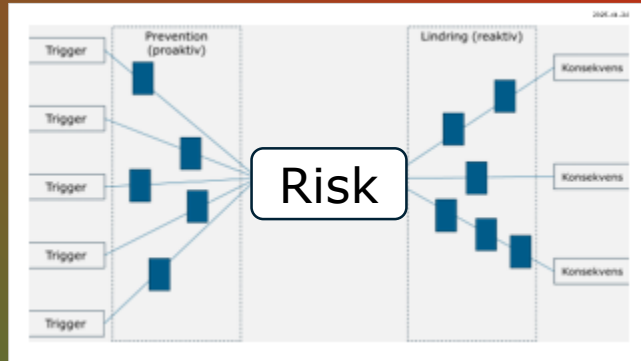 Trigger
Trigger
Trigger
Trigger
Trigger
Prevention
(proaktiv)
Risk
Lindring (reaktiv)
Konsekvens
Konsekvens
Konsekvens